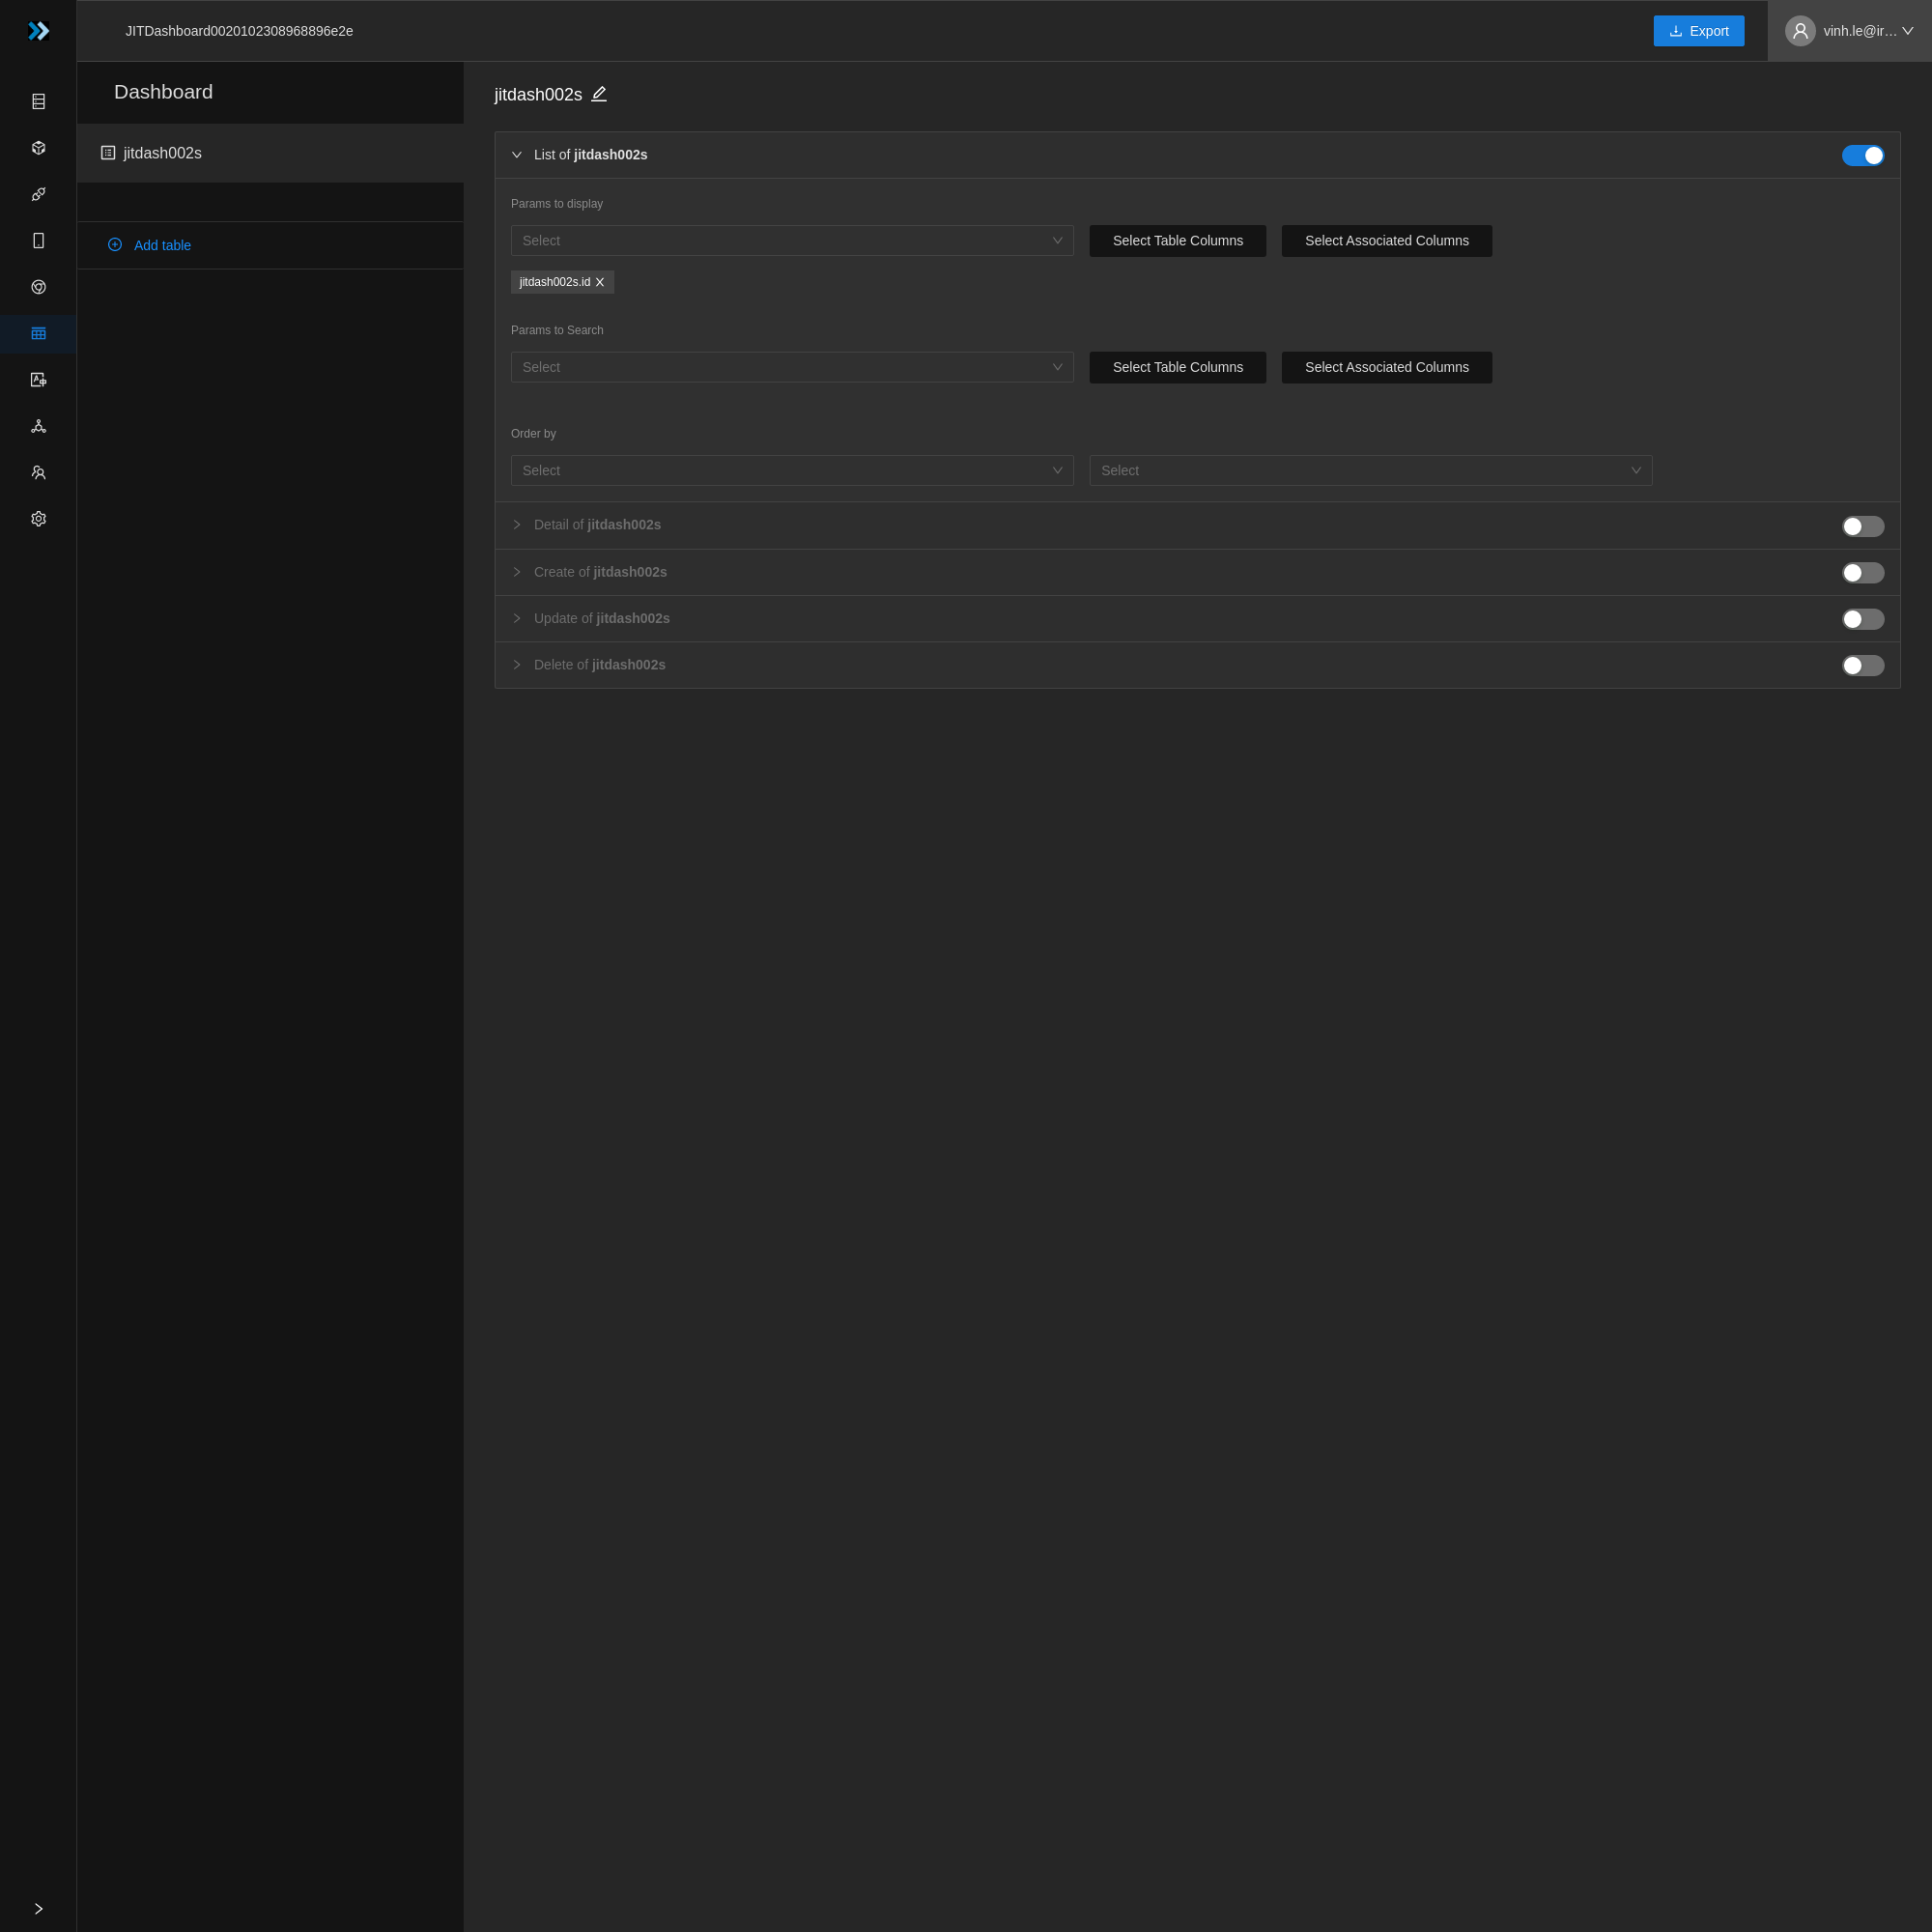 JITDashboard0020102308968896e2e
Export
vinh.le@ir…
Dashboard
jitdash002s
Add table
jitdash002s
List of jitdash002s
Params to display
Select
Select Table Columns
Select Associated Columns
jitdash002s.id
Params to Search
Select
Select Table Columns
Select Associated Columns
Order by
Select
Select
Detail of jitdash002s
Create of jitdash002s
Update of jitdash002s
Delete of jitdash002s